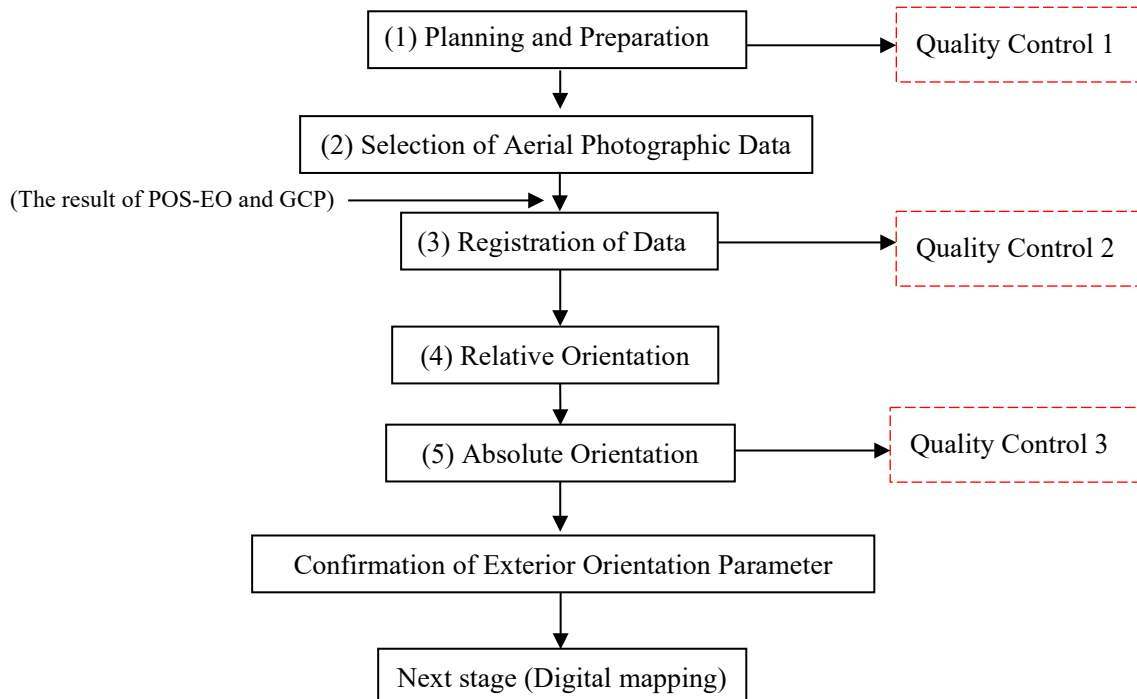 (1) Planning and Preparation
Quality Control 1
(2) Selection of Aerial Photographic Data
(The result of POS-EO and GCP)
(3) Registration of Data
Quality Control 2
(4) Relative Orientation
(5) Absolute Orientation
Quality Control 3
Confirmation of Exterior Orientation Parameter
Next stage (Digital mapping)